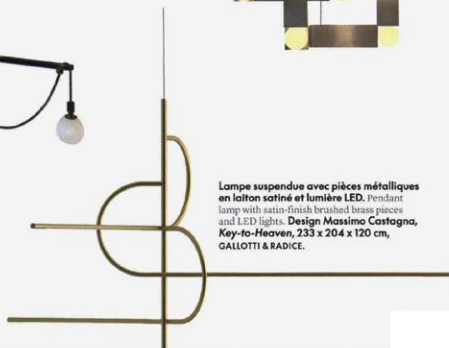 Lampe suspendue avec pièces métalliques
en laiton satiné et lumière LED. Pendant
lamp with satin-finish brushed brass pieces
and LED lights. Design Massimo Castagna,
Key-to-Heaven, 233 x 204 x 120 cm,
GALLOTTI & RADICE.